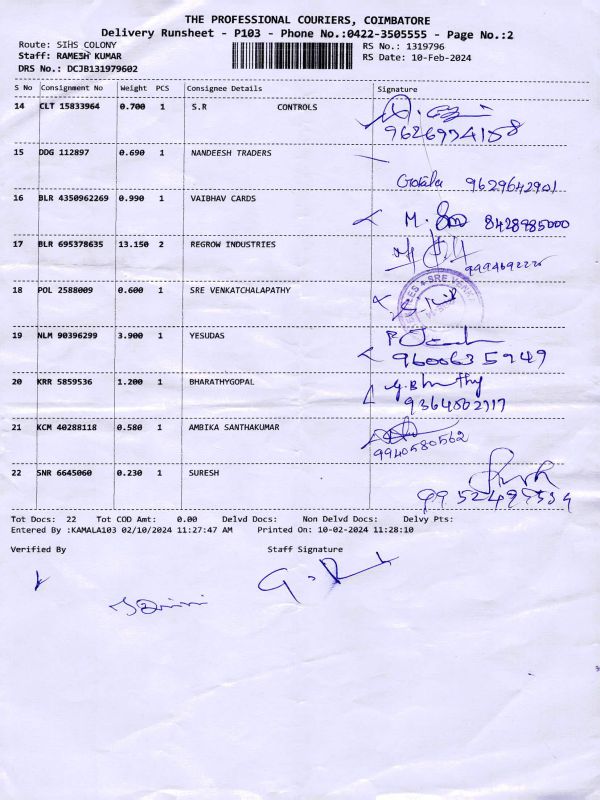 THE PROFESSIONAL COURIERS, COIMBATORE
Delivery Runsheet - P103 - Phone No.:0422-3505555 - Page No.:2
Route: SIHS COLONY RS No.: 1319796
Staff: RAMESH KUMAR RS Date: 10-Feb-2024
DRS No.: DCJB131979602
S No Consignment No Weight PCS Consignee Details Signature
14 CLT 15833964 0.700 1 S.R CONTROLS
9626934158
15 DDG 112897 0.690 1 NANDEESH TRADERS
9629642901
16 BLR 4350962269 0.990 1 VAIBHAV CARDS
M. 8428985000
17 BLR 695378635 13.150 2 REGROW INDUSTRIES
18 POL 2588009 0.600 1 SRE VENKATCHALAPATHY
19 NLM 90396299 3.900 1 YESUDAS
9600635949
20 KRR 5859536 1.200 1 BHARATHYGOPAL
9364502717
21 KCM 40288118 0.580 1 AMBIKA SANTHAKUMAR
9940580562
22 SNR 6645060 0.230 1 SURESH
Tot Docs: 22 Tot COD Amt: 0.00 Delvd Docs: Non Delvd Docs: Delvy Pts:
Entered By :KAMALA103 02/10/2024 11:27:47 AM Printed On: 10-02-2024 11:28:10
Verified By Staff Signature